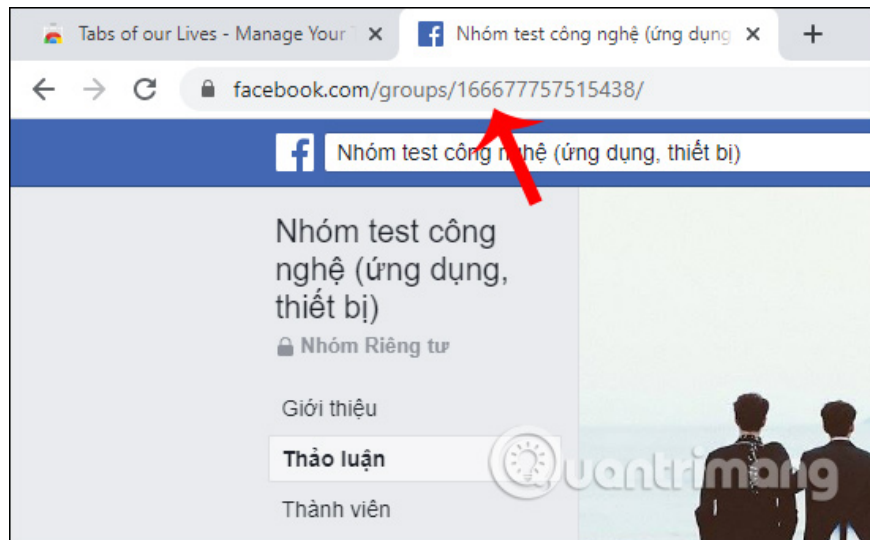 Tabs of our Lives - Manage Your
Nhóm test công nghệ (ứng dụng
facebook.com/groups/166677757515438/
Nhóm test công nghệ (ứng dụng, thiết bị)
Nhóm test công
nghệ (ứng dụng,
thiết bị)
Nhóm Riêng tư
Giới thiệu
Thảo luận
Thành viên
Quantrimang